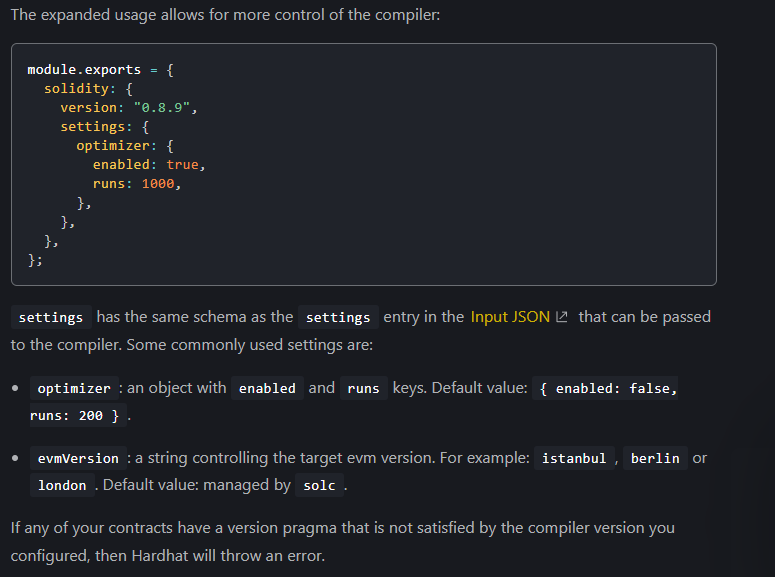 The expanded usage allows for more control of the compiler:
module.exports = {
  solidity: {
    version: "0.8.9",
    settings: {
      optimizer: {
        enabled: true,
        runs: 1000,
      },
    },
  },
};
settings has the same schema as the settings entry in the Input JSON that can be passed
to the compiler. Some commonly used settings are:
• optimizer : an object with enabled and runs keys. Default value: { enabled: false,
runs: 200 } .
• evmVersion : a string controlling the target evm version. For example: istanbul , berlin or
london . Default value: managed by solc .
If any of your contracts have a version pragma that is not satisfied by the compiler version you
configured, then Hardhat will throw an error.